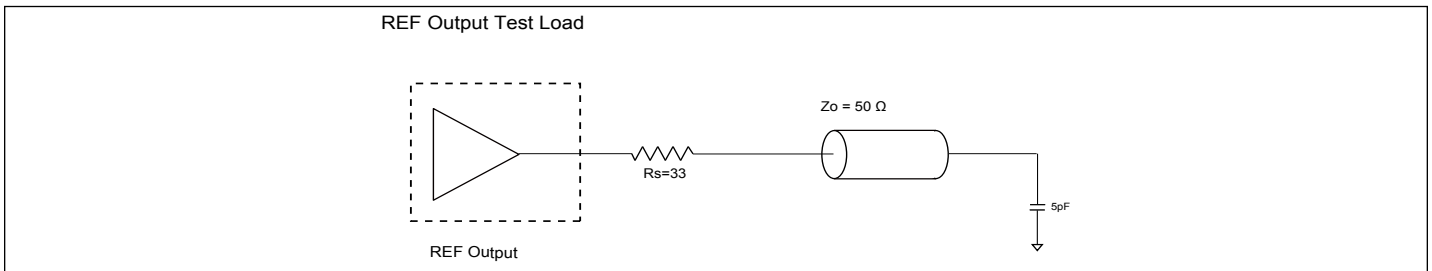 REF Output Test Load
Zo = 50 Ω
Rs=33
5pF
REF Output